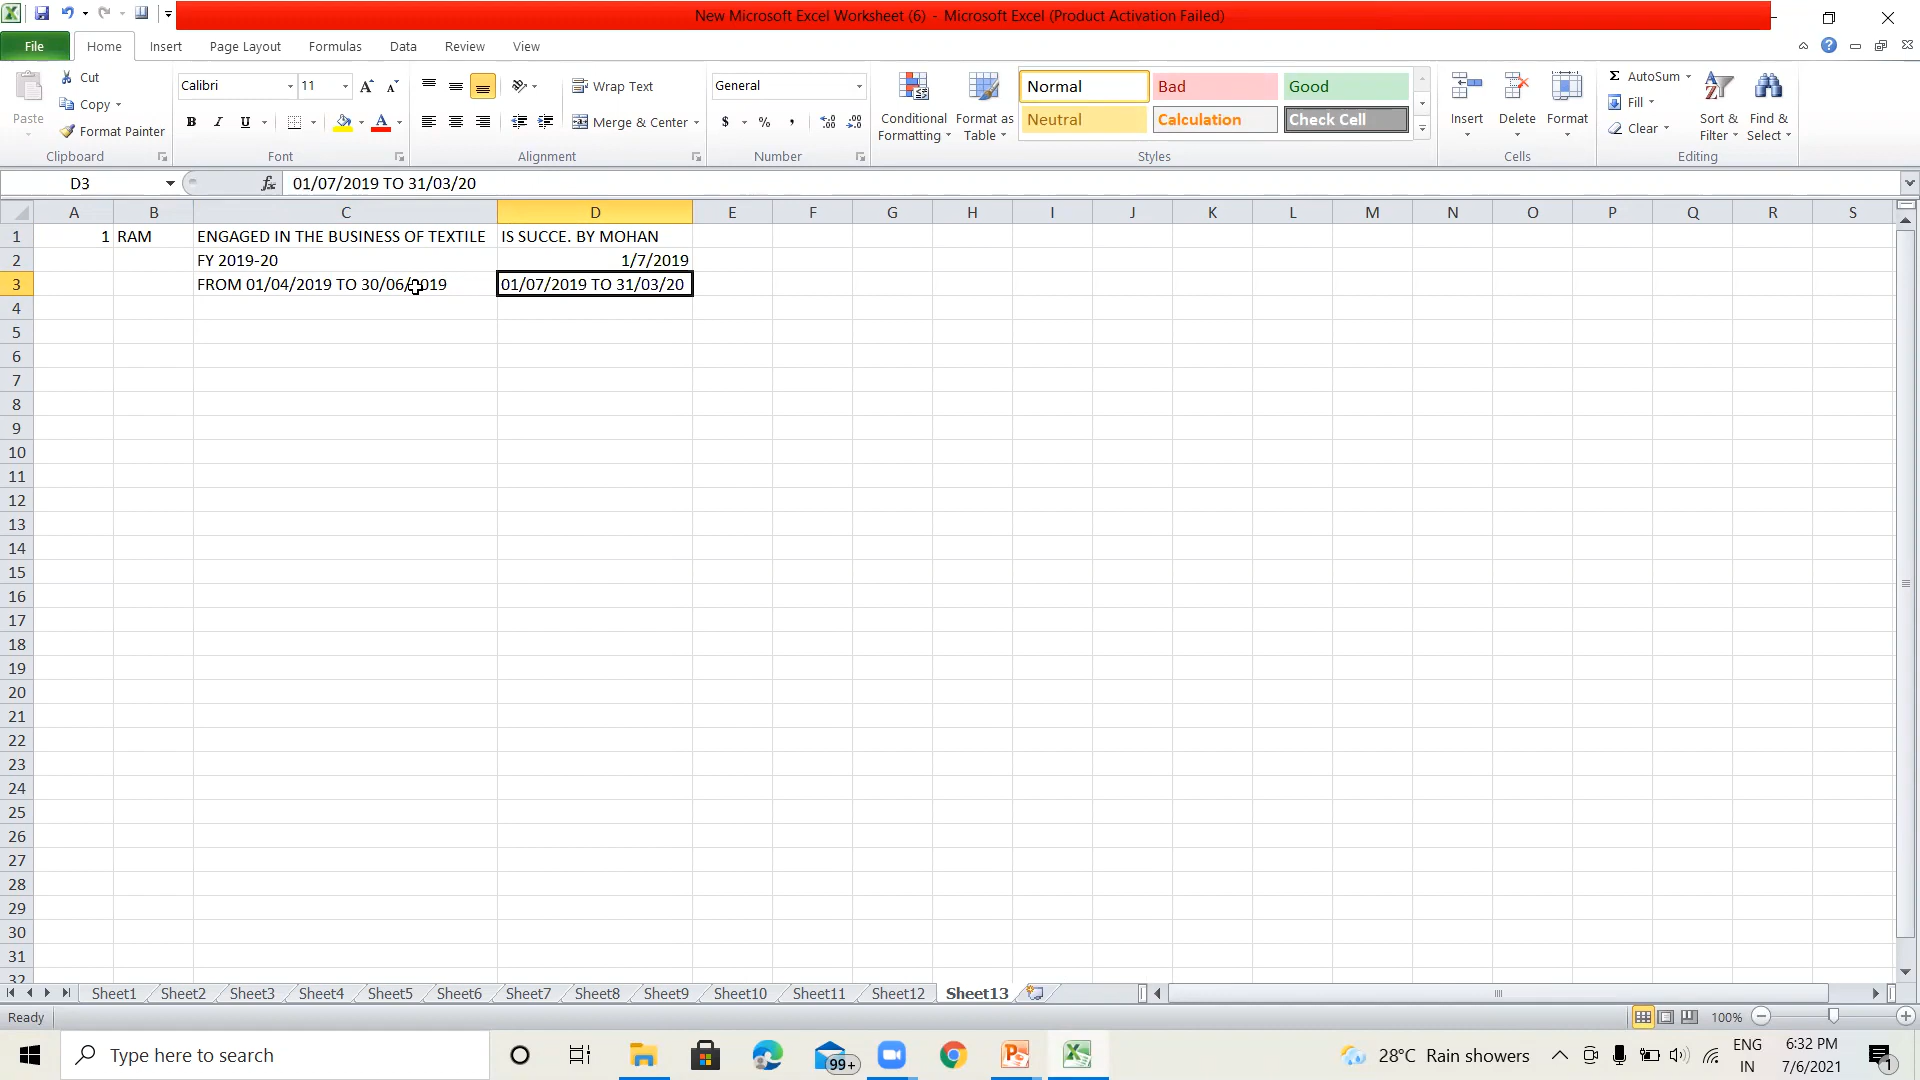 New Microsoft Excel Worksheet (6) - Microsoft Excel (Product Activation Failed)
File Home Insert Page Layout Formulas Data Review View
Paste
Cut
Copy
Format Painter
Clipboard
Calibri 11
B I U
Font
Wrap Text
Merge & Center
Alignment
General
$ % ,
Number
Conditional Formatting
Format as Table
Normal Bad Good
Neutral Calculation Check Cell
Styles
Insert Delete Format
Cells
Σ AutoSum
Fill
Clear
Sort & Filter
Find & Select
Editing
D3 fx 01/07/2019 TO 31/03/20
A B C D E F G H I J K L M N O P Q R S
1 1 RAM ENGAGED IN THE BUSINESS OF TEXTILE IS SUCCE. BY MOHAN
2 FY 2019-20 1/7/2019
3 FROM 01/04/2019 TO 30/06/2019 01/07/2019 TO 31/03/20
4
5
6
7
8
9
10
11
12
13
14
15
16
17
18
19
20
21
22
23
24
25
26
27
28
29
30
31
32
Sheet1 Sheet2 Sheet3 Sheet4 Sheet5 Sheet6 Sheet7 Sheet8 Sheet9 Sheet10 Sheet11 Sheet12 Sheet13
Ready 100%
Type here to search 99+ 28°C Rain showers ENG IN 6:32 PM 7/6/2021 1